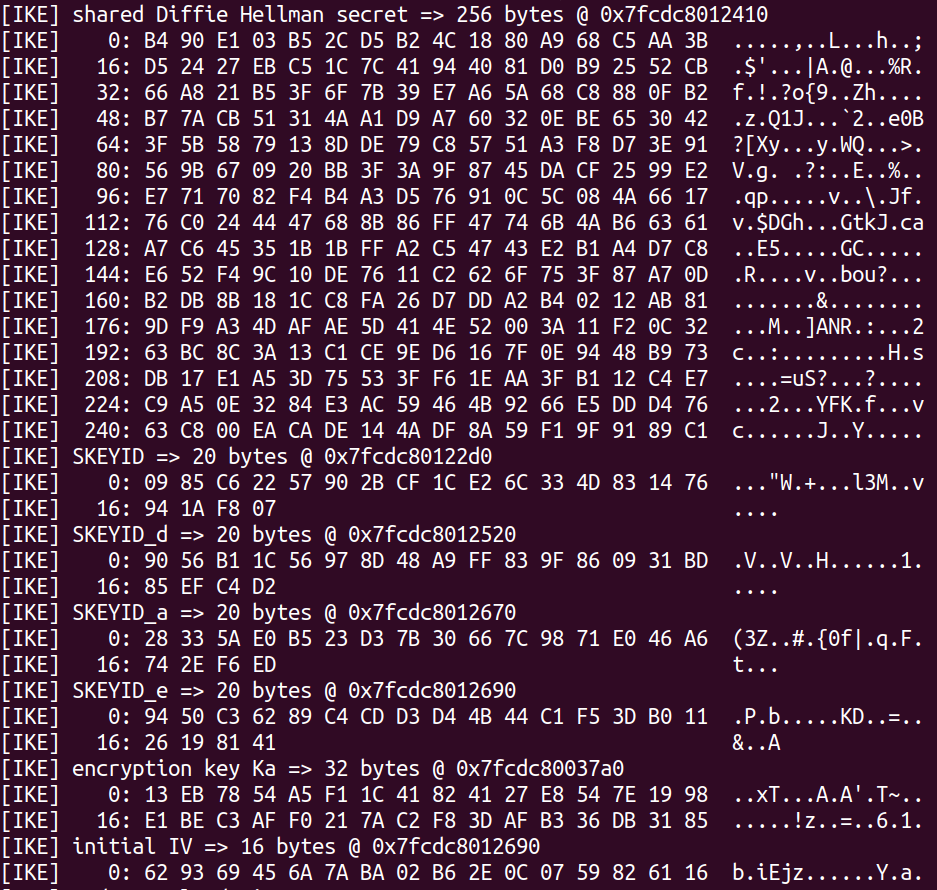 [IKE] shared Diffie Hellman secret => 256 bytes @ 0x7fcdc8012410
[IKE]    0: B4 90 E1 03 B5 2C D5 B2 4C 18 80 A9 68 C5 AA 3B  .....,..L...h..;
[IKE]   16: D5 24 27 EB C5 1C 7C 41 94 40 81 D0 B9 25 52 CB  .$'...|A.@...%R.
[IKE]   32: 66 A8 21 B5 3F 6F 7B 39 E7 A6 5A 68 C8 88 0F B2  f.!.?o{9..Zh....
[IKE]   48: B7 7A CB 51 31 4A A1 D9 A7 60 32 0E BE 65 30 42  .z.Q1J...`2..e0B
[IKE]   64: 3F 5B 58 79 13 8D DE 79 C8 57 51 A3 F8 D7 3E 91  ?[Xy...y.WQ...>.
[IKE]   80: 56 9B 67 09 20 BB 3F 3A 9F 87 45 DA CF 25 99 E2  V.g. .?:..E..%..
[IKE]   96: E7 71 70 82 F4 B4 A3 D5 76 91 0C 5C 08 4A 66 17  .qp.....v..\.Jf.
[IKE]  112: 76 C0 24 44 47 68 8B 86 FF 47 74 6B 4A B6 63 61  v.$DGh...GtkJ.ca
[IKE]  128: A7 C6 45 35 1B 1B FF A2 C5 47 43 E2 B1 A4 D7 C8  ..E5.....GC.....
[IKE]  144: E6 52 F4 9C 10 DE 76 11 C2 62 6F 75 3F 87 A7 0D  .R....v..bou?...
[IKE]  160: B2 DB 8B 18 1C C8 FA 26 D7 DD A2 B4 02 12 AB 81  .......&........
[IKE]  176: 9D F9 A3 4D AF AE 5D 41 4E 52 00 3A 11 F2 0C 32  ...M..]ANR.:...2
[IKE]  192: 63 BC 8C 3A 13 C1 CE 9E D6 16 7F 0E 94 48 B9 73  c..:.........H.s
[IKE]  208: DB 17 E1 A5 3D 75 53 3F F6 1E AA 3F B1 12 C4 E7  ....=uS?...?....
[IKE]  224: C9 A5 0E 32 84 E3 AC 59 46 4B 92 66 E5 DD D4 76  ...2...YFK.f...v
[IKE]  240: 63 C8 00 EA CA DE 14 4A DF 8A 59 F1 9F 91 89 C1  c......J..Y.....
[IKE] SKEYID => 20 bytes @ 0x7fcdc80122d0
[IKE]    0: 09 85 C6 22 57 90 2B CF 1C E2 6C 33 4D 83 14 76  ..."W.+...l3M..v
[IKE]   16: 94 1A F8 07                                      ....
[IKE] SKEYID_d => 20 bytes @ 0x7fcdc8012520
[IKE]    0: 90 56 B1 1C 56 97 8D 48 A9 FF 83 9F 86 09 31 BD  .V..V..H......1.
[IKE]   16: 85 EF C4 D2                                      ....
[IKE] SKEYID_a => 20 bytes @ 0x7fcdc8012670
[IKE]    0: 28 33 5A E0 B5 23 D3 7B 30 66 7C 98 71 E0 46 A6  (3Z..#.{0f|.q.F.
[IKE]   16: 74 2E F6 ED                                      t...
[IKE] SKEYID_e => 20 bytes @ 0x7fcdc8012690
[IKE]    0: 94 50 C3 62 89 C4 CD D3 D4 4B 44 C1 F5 3D B0 11  .P.b.....KD..=..
[IKE]   16: 26 19 81 41                                      &..A
[IKE] encryption key Ka => 32 bytes @ 0x7fcdc80037a0
[IKE]    0: 13 EB 78 54 A5 F1 1C 41 82 41 27 E8 54 7E 19 98  ..xT...A.A'.T~..
[IKE]   16: E1 BE C3 AF F0 21 7A C2 F8 3D AF B3 36 DB 31 85  .....!z..=..6.1.
[IKE] initial IV => 16 bytes @ 0x7fcdc8012690
[IKE]    0: 62 93 69 45 6A 7A BA 02 B6 2E 0C 07 59 82 61 16  b.iEjz......Y.a.